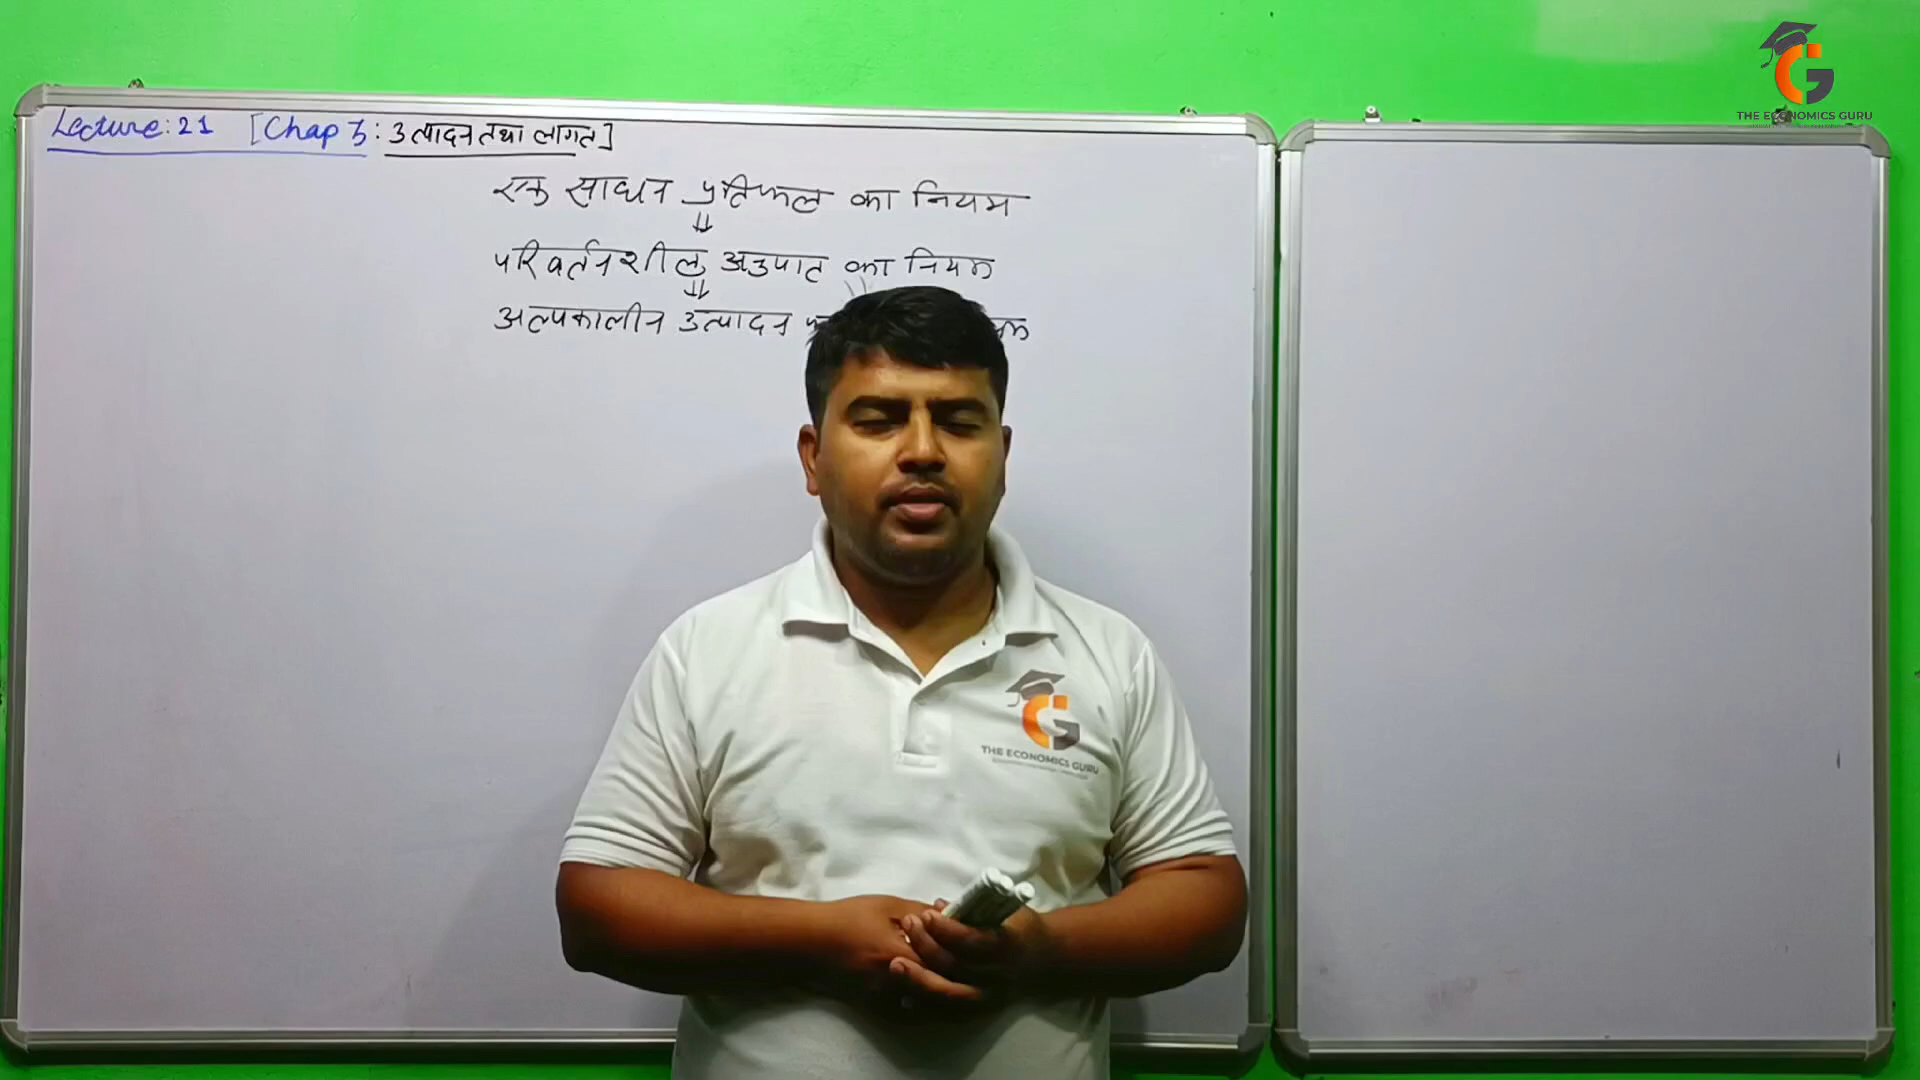 Lecture: 21 [Chap 3: उत्पादन तथा लागत]
एक साधन प्रतिफल का नियम
⇓
परिवर्तनशील अनुपात का नियम
⇓
अल्पकालीन उत्पादन
THE ECONOMICS GURU
THE ECONOMICS GURU